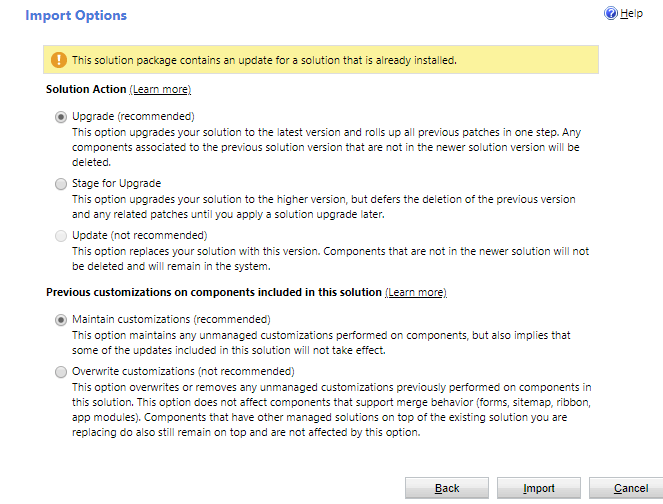 Import Options
Help
This solution package contains an update for a solution that is already installed.
Solution Action (Learn more)
Upgrade (recommended)
This option upgrades your solution to the latest version and rolls up all previous patches in one step. Any
components associated to the previous solution version that are not in the newer solution version will be
deleted.
Stage for Upgrade
This option upgrades your solution to the higher version, but defers the deletion of the previous version
and any related patches until you apply a solution upgrade later.
Update (not recommended)
This option replaces your solution with this version. Components that are not in the newer solution will not
be deleted and will remain in the system.
Previous customizations on components included in this solution (Learn more)
Maintain customizations (recommended)
This option maintains any unmanaged customizations performed on components, but also implies that
some of the updates included in this solution will not take effect.
Overwrite customizations (not recommended)
This option overwrites or removes any unmanaged customizations previously performed on components in
this solution. This option does not affect components that support merge behavior (forms, sitemap, ribbon,
app modules). Components that have other managed solutions on top of the existing solution you are
replacing do also still remain on top and are not affected by this option.
Back
Import
Cancel